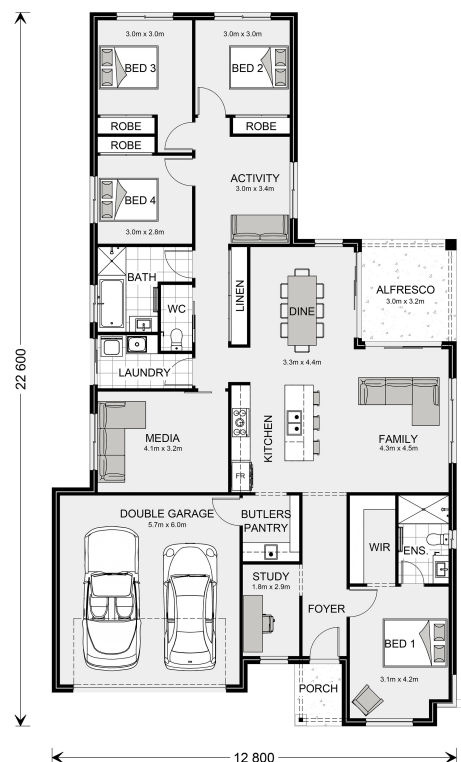 3.0m x 3.0m
BED 3
3.0m x 3.0m
BED 2
ROBE
ROBE
ROBE
ACTIVITY
3.0m x 3.4m
BED 4
3.0m x 2.8m
BATH
WC
LINEN
DINE
3.3m x 4.4m
ALFRESCO
3.0m x 3.2m
LAUNDRY
22 600
MEDIA
4.1m x 3.2m
KITCHEN
FAMILY
4.3m x 4.5m
FR
DOUBLE GARAGE
5.7m x 6.0m
BUTLERS
PANTRY
WIR
ENS.
STUDY
1.8m x 2.9m
FOYER
BED 1
3.1m x 4.2m
PORCH
12 800